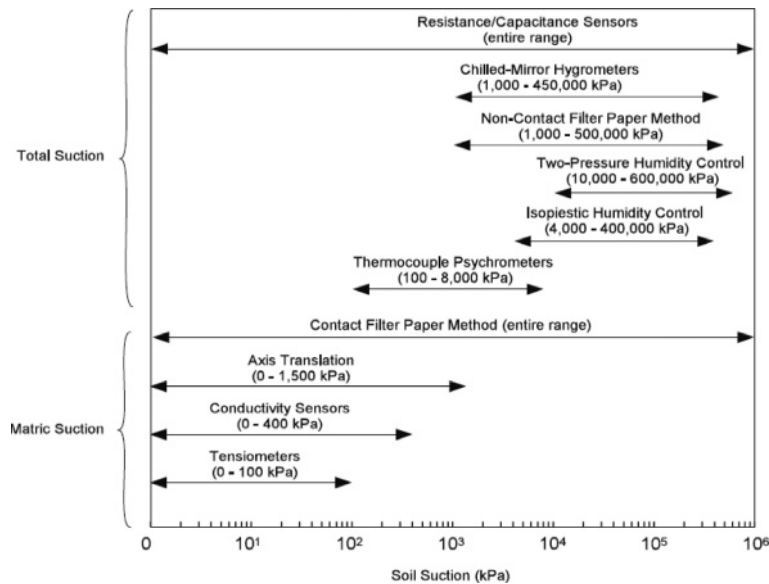 Resistance/Capacitance Sensors
(entire range)
Chilled-Mirror Hygrometers
(1,000 - 450,000 kPa)
Non-Contact Filter Paper Method
(1,000 - 500,000 kPa)
Total Suction
Two-Pressure Humidity Control
(10,000 - 600,000 kPa)
Isopiestic Humidity Control
(4,000 - 400,000 kPa)
Thermocouple Psychrometers
(100 - 8,000 kPa)
Contact Filter Paper Method (entire range)
Axis Translation
(0 - 1,500 kPa)
Matric Suction
Conductivity Sensors
(0 - 400 kPa)
Tensiometers
(0 - 100 kPa)
0 10¹ 10² 10³ 10⁴ 10⁵ 10⁶
Soil Suction (kPa)